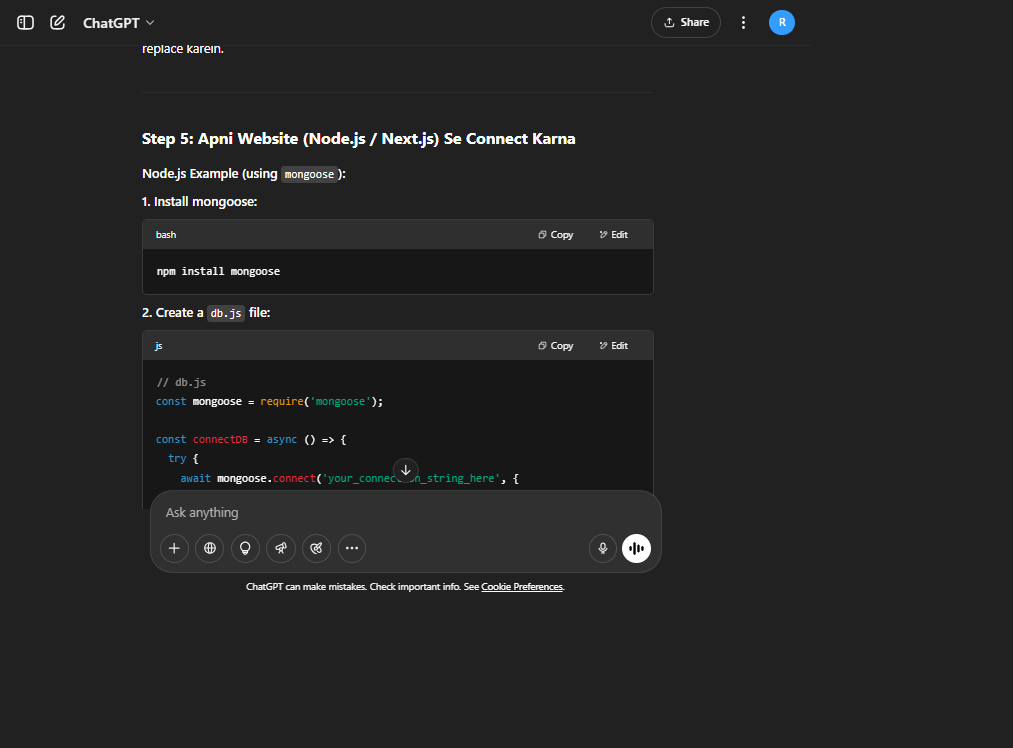 ChatGPT
Share
R
replace karein.
Step 5: Apni Website (Node.js / Next.js) Se Connect Karna
Node.js Example (using mongoose):
1. Install mongoose:
bash
Copy
Edit
npm install mongoose
2. Create a db.js file:
js
Copy
Edit
// db.js
const mongoose = require('mongoose');
const connectDB = async () => {
try {
await mongoose.connect('your_connec n_string_here', {
Ask anything
ChatGPT can make mistakes. Check important info. See Cookie Preferences.